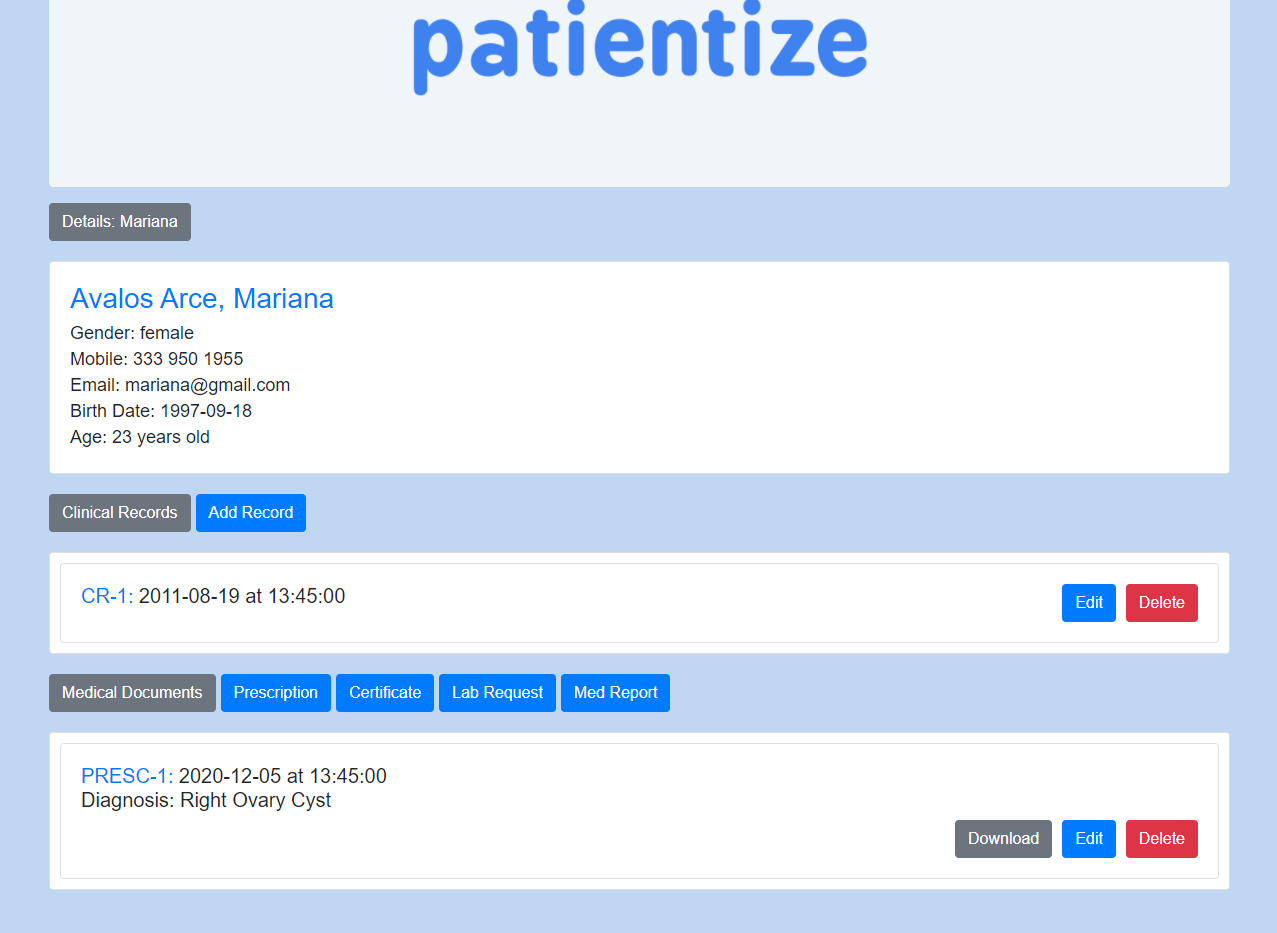 patientize
Details: Mariana
Avalos Arce, Mariana
Gender: female
Mobile: 333 950 1955
Email: mariana@gmail.com
Birth Date: 1997-09-18
Age: 23 years old
Clinical Records Add Record
CR-1: 2011-08-19 at 13:45:00 Edit Delete
Medical Documents Prescription Certificate Lab Request Med Report
PRESC-1: 2020-12-05 at 13:45:00
Diagnosis: Right Ovary Cyst
Download Edit Delete